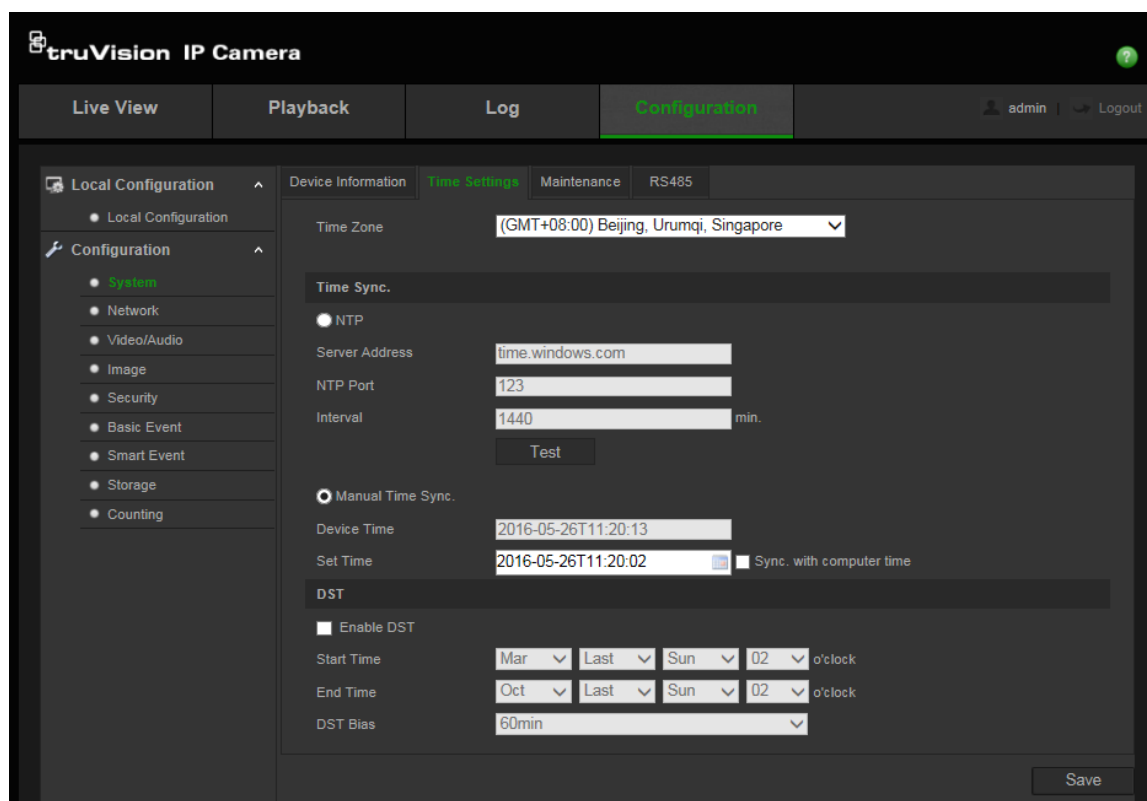 truVision IP Camera
?
Live View Playback Log Configuration admin | Logout
Local Configuration
Local Configuration
Configuration
System
Network
Video/Audio
Image
Security
Basic Event
Smart Event
Storage
Counting
Device Information Time Settings Maintenance RS485
Time Zone (GMT+08:00) Beijing, Urumqi, Singapore
Time Sync.
NTP
Server Address time.windows.com
NTP Port 123
Interval 1440 min.
Test
Manual Time Sync.
Device Time 2016-05-26T11:20:13
Set Time 2016-05-26T11:20:02 Sync. with computer time
DST
Enable DST
Start Time Mar Last Sun 02 o'clock
End Time Oct Last Sun 02 o'clock
DST Bias 60min
Save